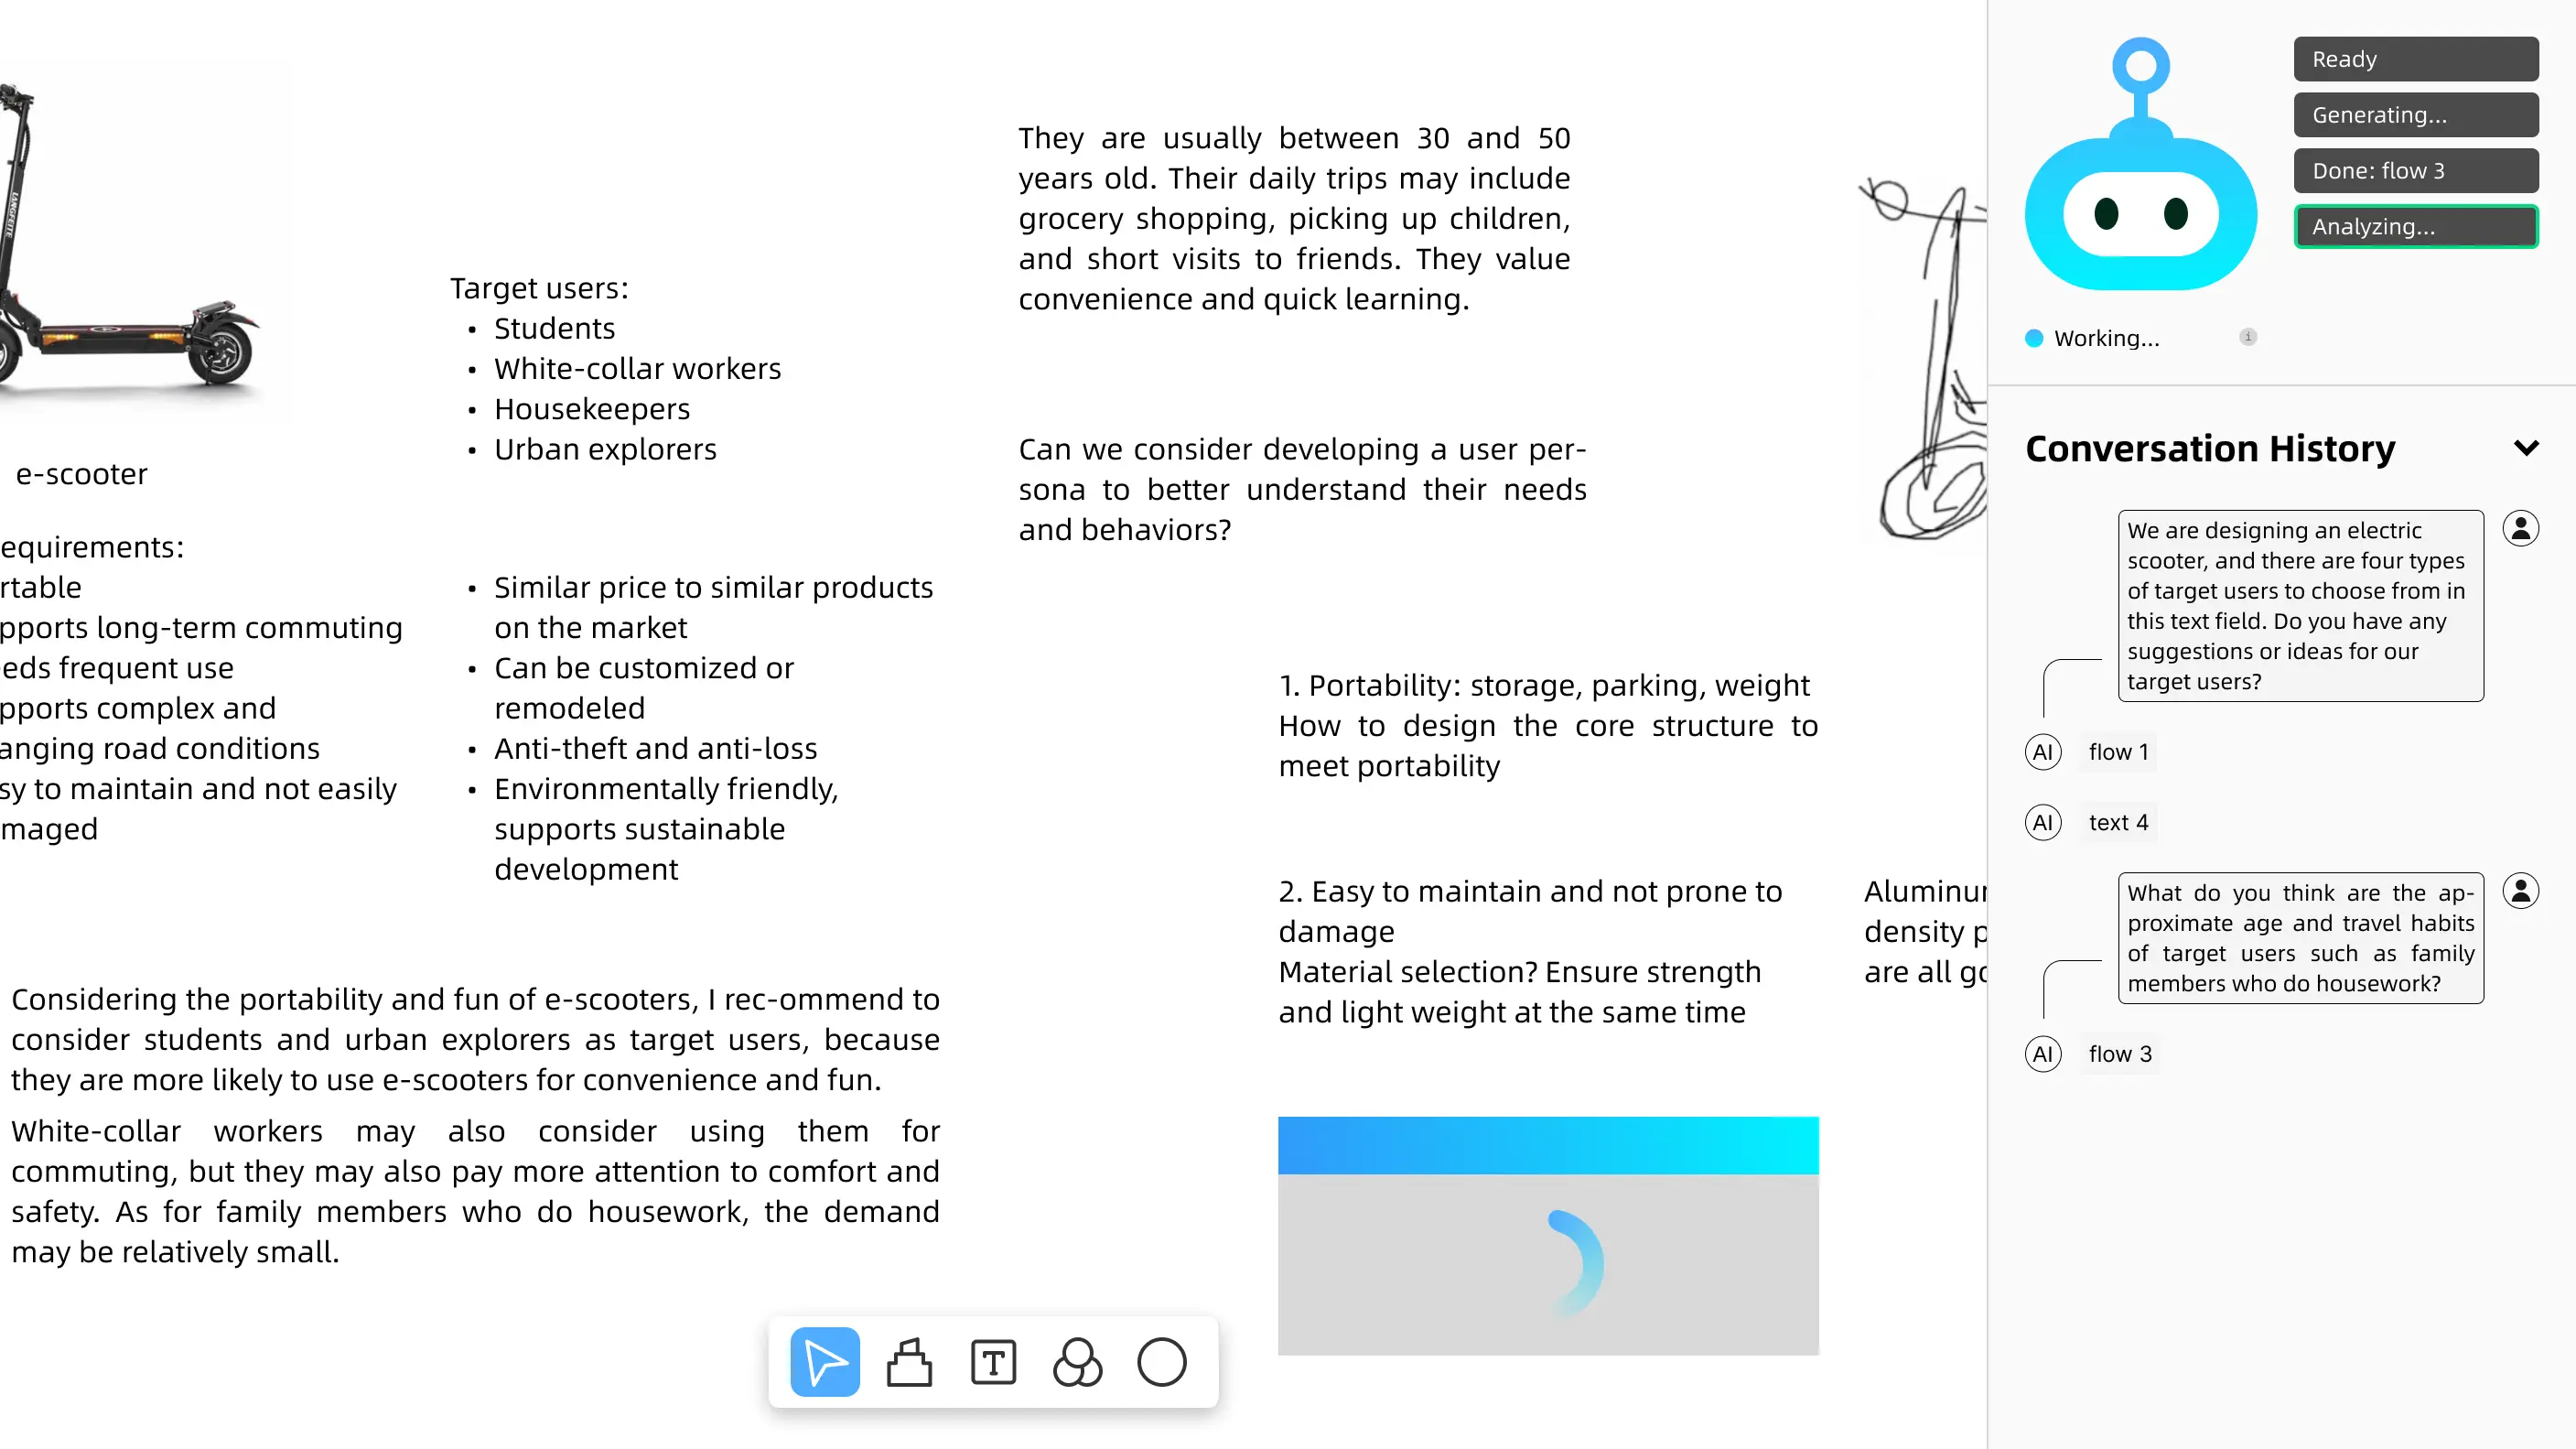 LANGFEITE
e-scooter
equirements:
rtable
pports long-term commuting
eds frequent use
pports complex and
anging road conditions
sy to maintain and not easily
maged
Target users:
• Students
• White-collar workers
• Housekeepers
• Urban explorers
• Similar price to similar products
on the market
• Can be customized or
remodeled
• Anti-theft and anti-loss
• Environmentally friendly,
supports sustainable
development
Considering the portability and fun of e-scooters, I rec-ommend to
consider students and urban explorers as target users, because
they are more likely to use e-scooters for convenience and fun.
White-collar workers may also consider using them for
commuting, but they may also pay more attention to comfort and
safety. As for family members who do housework, the demand
may be relatively small.
They are usually between 30 and 50
years old. Their daily trips may include
grocery shopping, picking up children,
and short visits to friends. They value
convenience and quick learning.
Can we consider developing a user per-
sona to better understand their needs
and behaviors?
1. Portability: storage, parking, weight
How to design the core structure to
meet portability
2. Easy to maintain and not prone to
damage
Material selection? Ensure strength
and light weight at the same time
Aluminu
density p
are all go
Ready
Generating...
Done: flow 3
Analyzing...
Working...
i
Conversation History
We are designing an electric
scooter, and there are four types
of target users to choose from in
this text field. Do you have any
suggestions or ideas for our
target users?
AI flow 1
AI text 4
What do you think are the ap-
proximate age and travel habits
of target users such as family
members who do housework?
AI flow 3
T